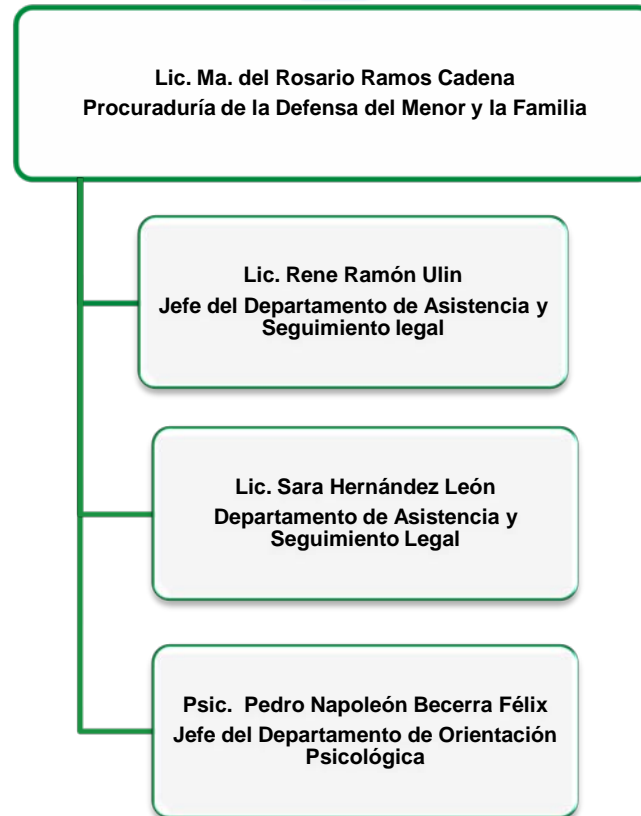 Lic. Ma. del Rosario Ramos Cadena
Procuraduría de la Defensa del Menor y la Familia
Lic. Rene Ramón Ulin
Jefe del Departamento de Asistencia y
Seguimiento legal
Lic. Sara Hernández León
Departamento de Asistencia y
Seguimiento Legal
Psic.  Pedro Napoleón Becerra Félix
Jefe del Departamento de Orientación
Psicológica